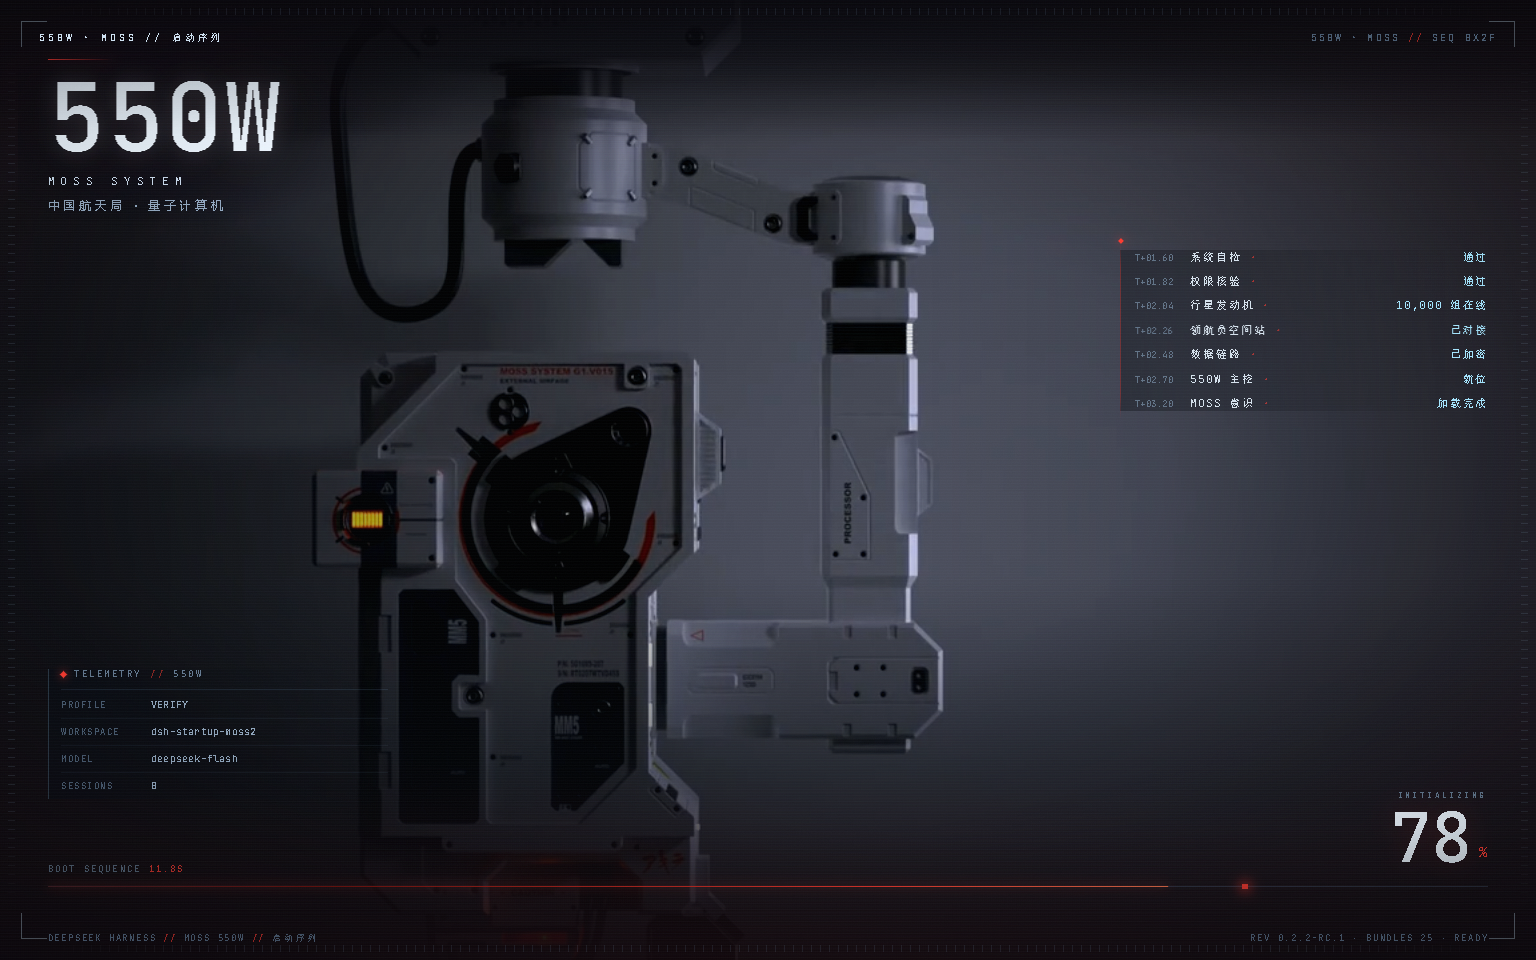 550W · MOSS // 启动序列
550W · MOSS // SEQ 0X2F
550W
MOSS SYSTEM
中国航天局 · 量子计算机
T+01.60 系统自检 · 通过
T+01.82 权限核验 · 通过
T+02.04 行星发动机 · 10,000 组在线
T+02.26 领航员空间站 · 已对接
T+02.48 数据链路 · 已加密
T+02.70 550W 主控 · 就位
T+03.20 MOSS 意识 · 加载完成
MOSS SYSTEM G1.V015
PROCESSOR
MM5
MM5
TELEMETRY // 550W
PROFILE VERIFY
WORKSPACE dsh-startup-moss2
MODEL deepseek-flash
SESSIONS 0
INITIALIZING
78 %
BOOT SEQUENCE 11.8S
DEEPSEEK HARNESS // MOSS 550W // 启动序列
REV 0.2.2-RC.1 · BUNDLES 25 · READY